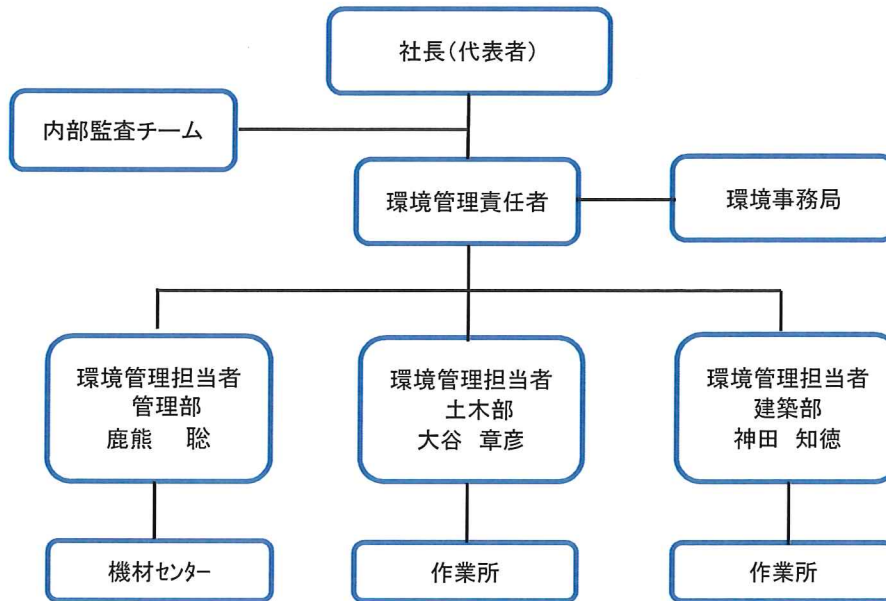 社長(代表者)
内部監査チーム
環境管理責任者
環境事務局
環境管理担当者
管理部
鹿熊 聡
環境管理担当者
土木部
大谷 章彦
環境管理担当者
建築部
神田 知徳
機材センター
作業所
作業所